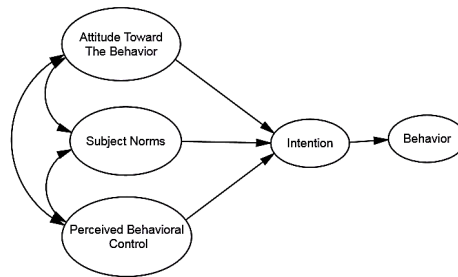 Attitude Toward
The Behavior
Subject Norms
Intention
Behavior
Perceived Behavioral
Control